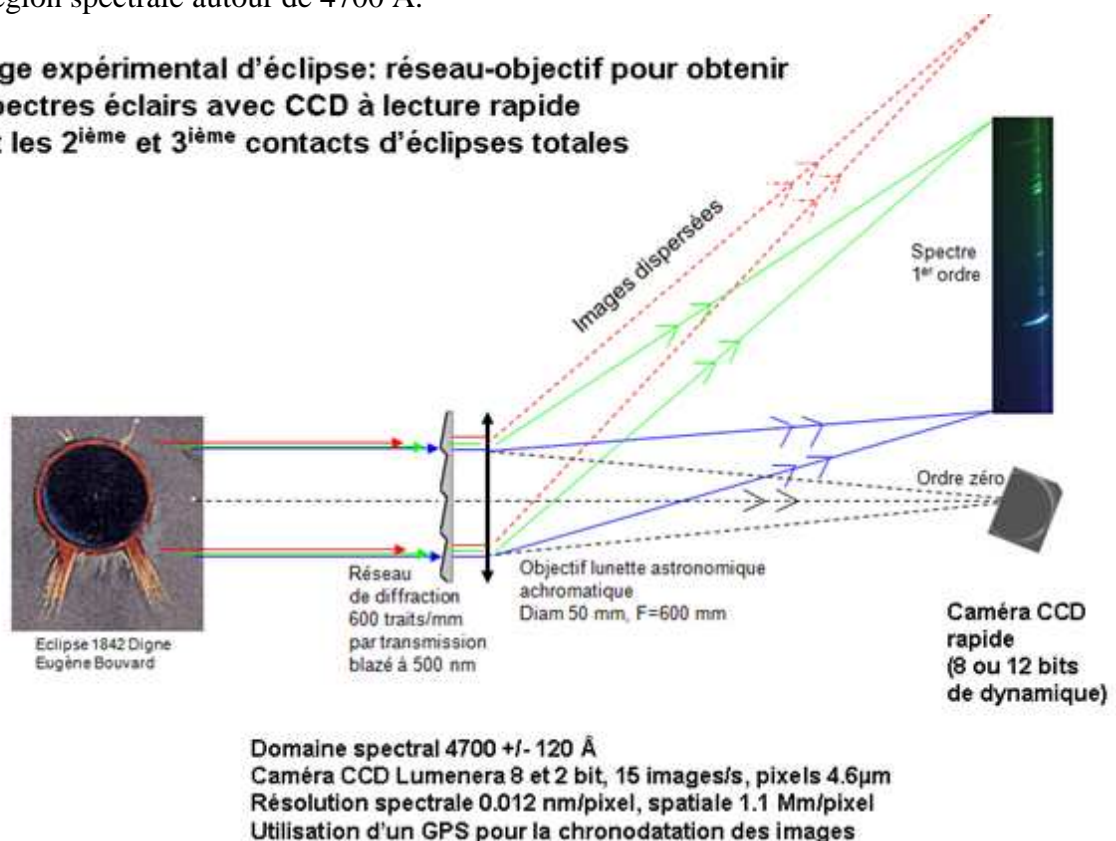 égion spectrale autour de 4700 Å.
ge expérimental d'éclipse: réseau-objectif pour obtenir
pectres éclairs avec CCD à lecture rapide
t les 2ième et 3ième contacts d'éclipses totales
Images dispersées
Spectre
1er ordre
Ordre zéro
Réseau
de diffraction
600 traits/mm
par transmission
blazé à 500 nm
Objectif lunette astronomique
achromatique
Diam 50 mm, F=600 mm
Eclipse 1842 Digne
Eugène Bouvard
Caméra CCD
rapide
(8 ou 12 bits
de dynamique)
Domaine spectral 4700 +/- 120 Â
Caméra CCD Lumenera 8 et 2 bit, 15 images/s, pixels 4.6µm
Résolution spectrale 0.012 nm/pixel, spatiale 1.1 Mm/pixel
Utilisation d'un GPS pour la chronodatation des images